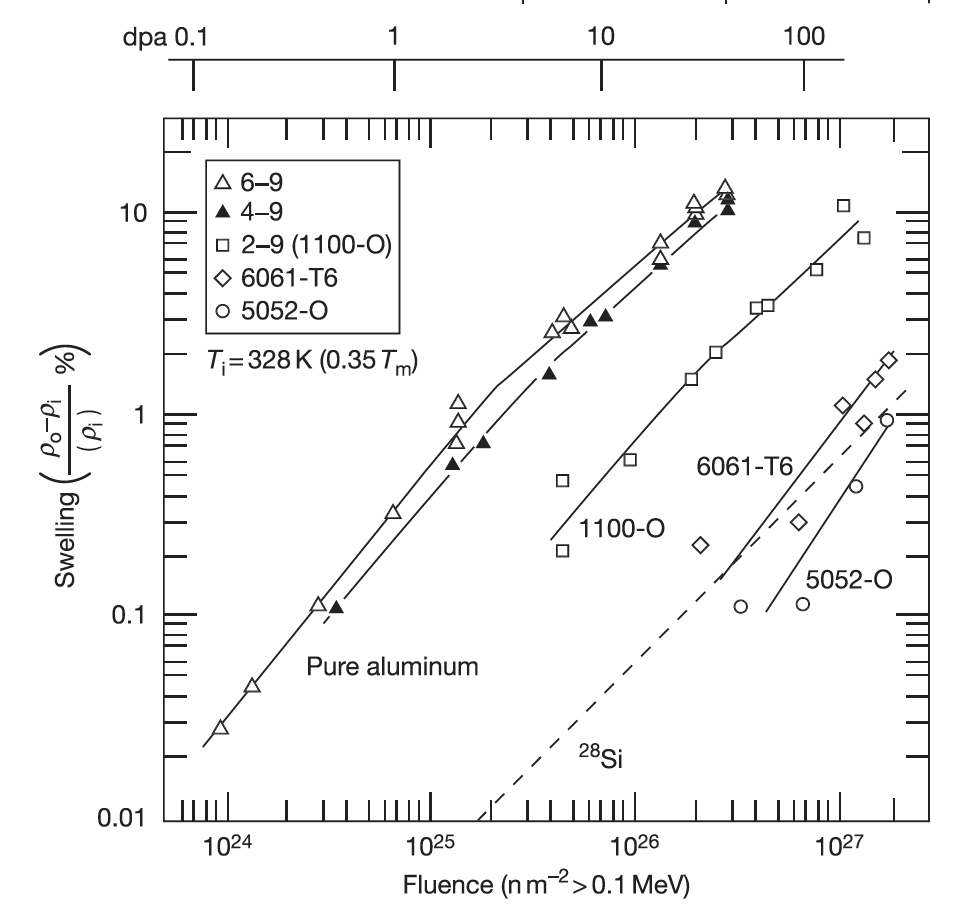 dpa 0.1 1 10 100
6–9
4–9
2–9 (1100-O)
6061-T6
5052-O
Tᵢ = 328 K (0.35 Tₘ)
10
1
0.1
0.01
Swelling (ρₒ–ρᵢ / (ρᵢ) %)
6061-T6
1100-O
5052-O
Pure aluminum
²⁸Si
10²⁴ 10²⁵ 10²⁶ 10²⁷
Fluence (n m⁻² > 0.1 MeV)